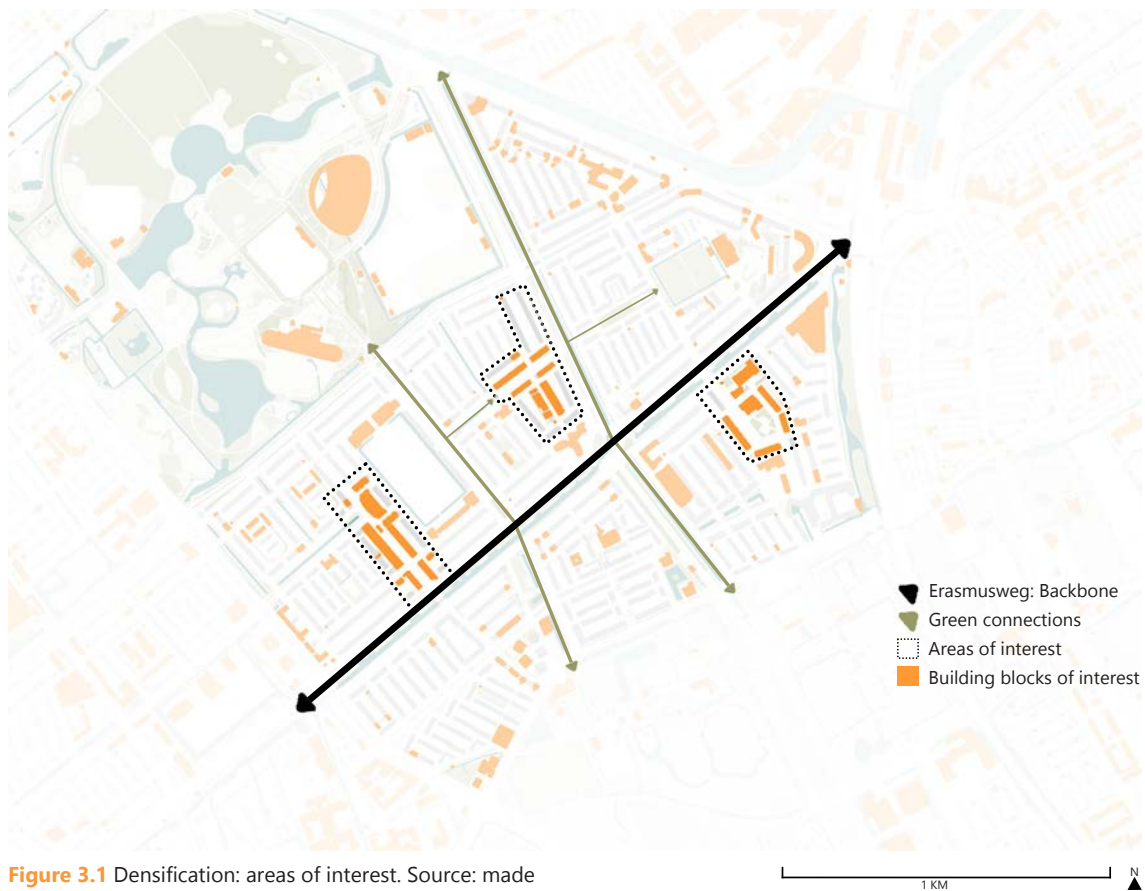 Erasmusweg: Backbone
Green connections
Areas of interest
Building blocks of interest
Figure 3.1 Densification: areas of interest. Source: made
1 KM
N